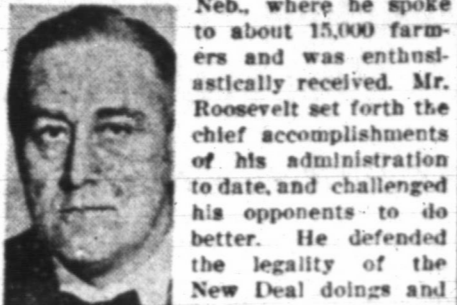 Neb., where he spoke
to about 15,000 farm-
ers and was enthusi-
astically received. Mr.
Roosevelt set forth the
chief accomplishments
of his administration
to date, and challenged
his opponents to do
better. He defended
the legality of the
New Deal doings and